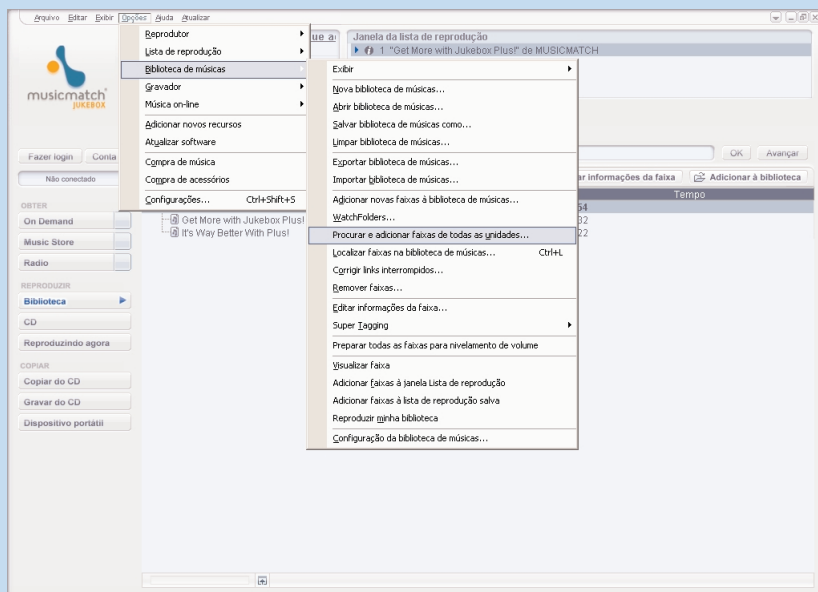 Arquivo Editar Exibir Opções Ajuda Atualizar
musicmatch
JUKEBOX
Fazer login Conta
Não conectado
OBTER
On Demand
Music Store
Radio
REPRODUZIR
Biblioteca
CD
Reproduzindo agora
COPIAR
Copiar do CD
Gravar do CD
Dispositivo portátil
Reprodutor
Lista de reprodução
Biblioteca de músicas
Gravador
Música on-line
Adicionar novos recursos
Atualizar software
Compra de música
Compra de acessórios
Configurações... Ctrl+Shift+S
Get More with Jukebox Plus!
It's Way Better With Plus!
Exibir
Nova biblioteca de músicas...
Abrir biblioteca de músicas...
Salvar biblioteca de músicas como...
Limpar biblioteca de músicas...
Exportar biblioteca de músicas...
Importar biblioteca de músicas...
Adicionar novas faixas à biblioteca de músicas...
WatchFolders...
Procurar e adicionar faixas de todas as unidades...
Localizar faixas na biblioteca de músicas... Ctrl+L
Corrigir links interrompidos...
Remover faixas...
Editar informações da faixa...
Super Tagging
Preparar todas as faixas para nivelamento de volume
Visualizar faixa
Adicionar faixas à janela Lista de reprodução
Adicionar faixas à lista de reprodução salva
Reproduzir minha biblioteca
Configuração da biblioteca de músicas...
Janela da lista de reprodução
1 "Get More with Jukebox Plus!" de MUSICMATCH
OK Avançar
ar informações da faixa Adicionar à biblioteca
Tempo
54
32
22